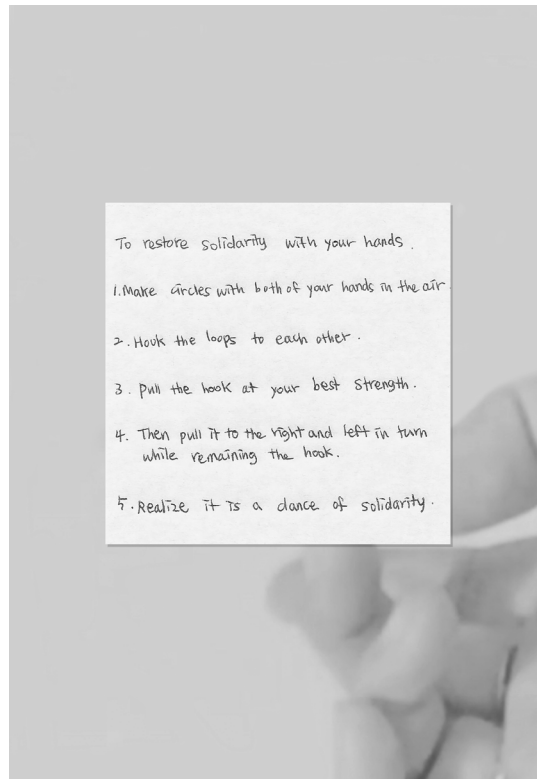 To restore solidarity with your hands.
1. Make circles with both of your hands in the air.
2. Hook the loops to each other.
3. Pull the hook at your best strength.
4. Then pull it to the right and left in turn
while remaining the hook.
5. Realize it is a dance of solidarity.